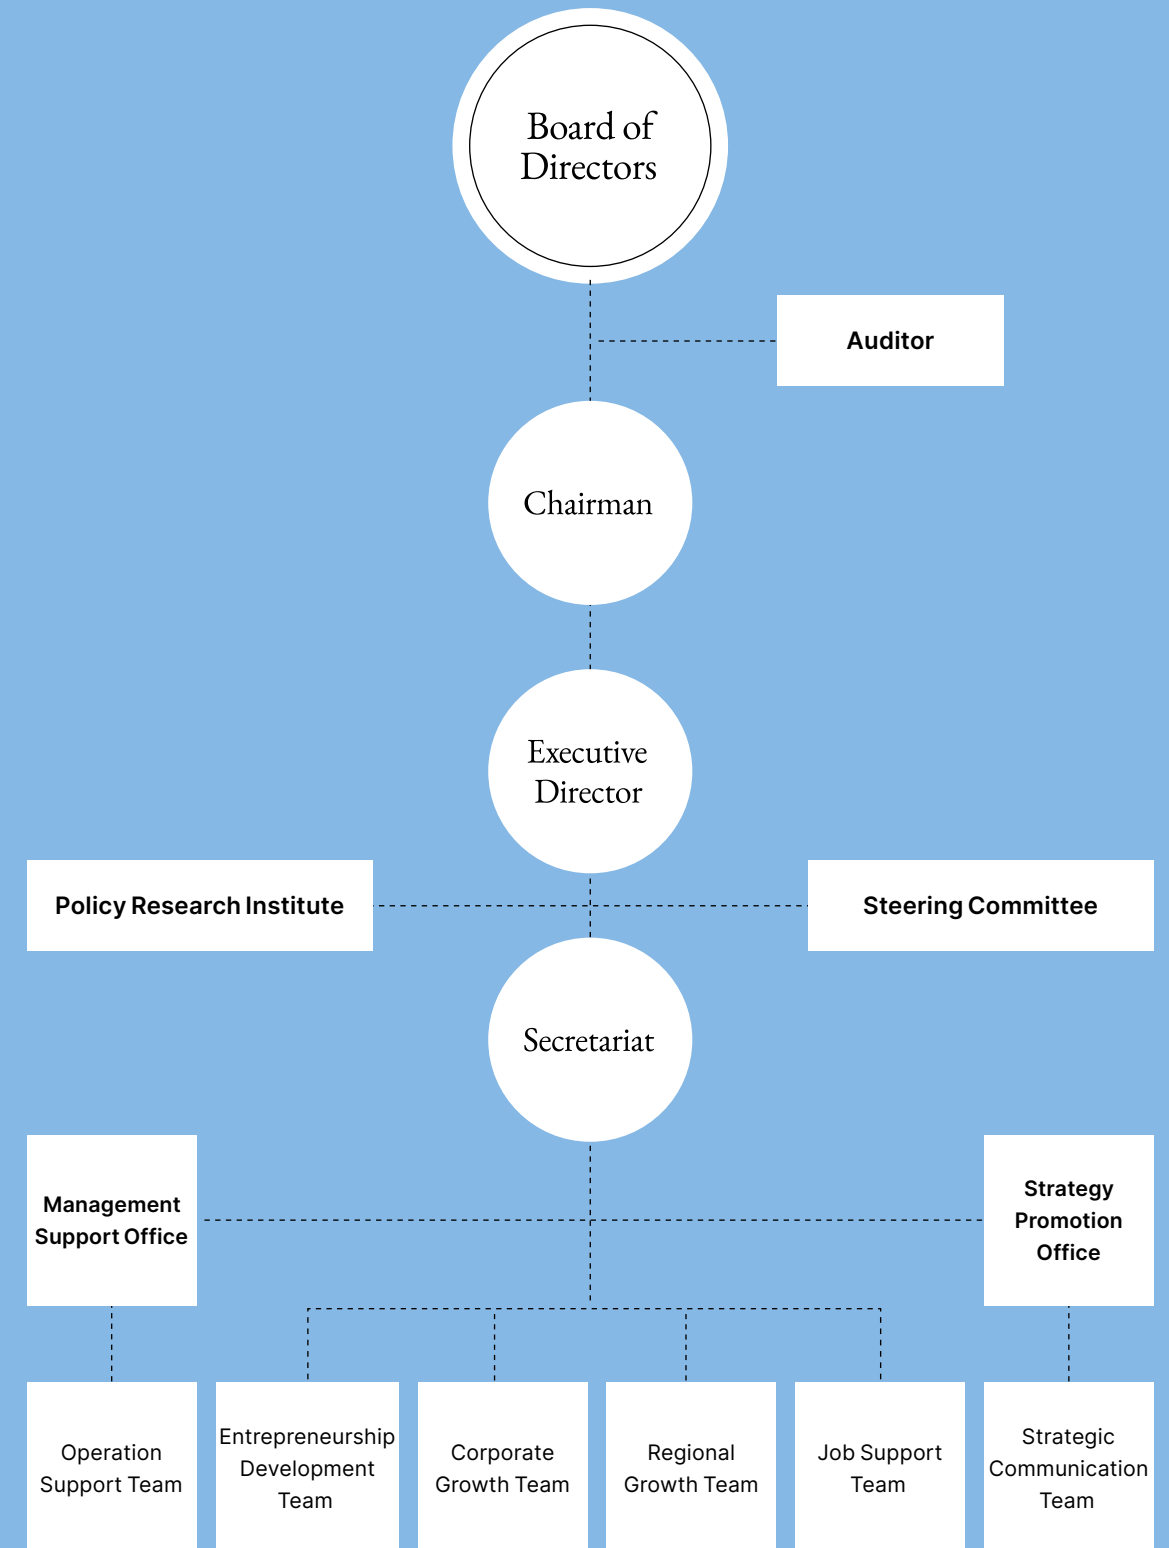 Board of
Directors
Auditor
Chairman
Executive
Director
Policy Research Institute
Steering Committee
Secretariat
Management
Support Office
Strategy
Promotion
Office
Operation
Support Team
Entrepreneurship
Development
Team
Corporate
Growth Team
Regional
Growth Team
Job Support
Team
Strategic
Communication
Team